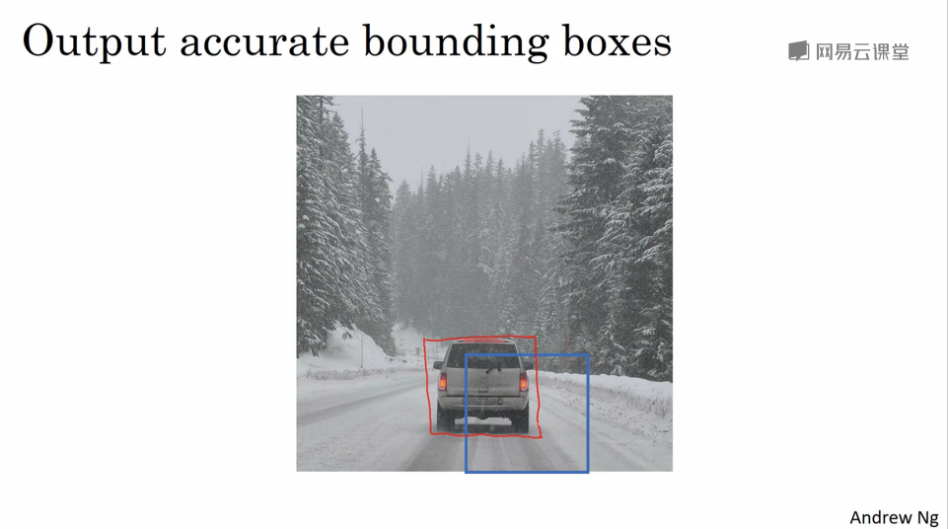 Output accurate bounding boxes
网易云课堂
Andrew Ng